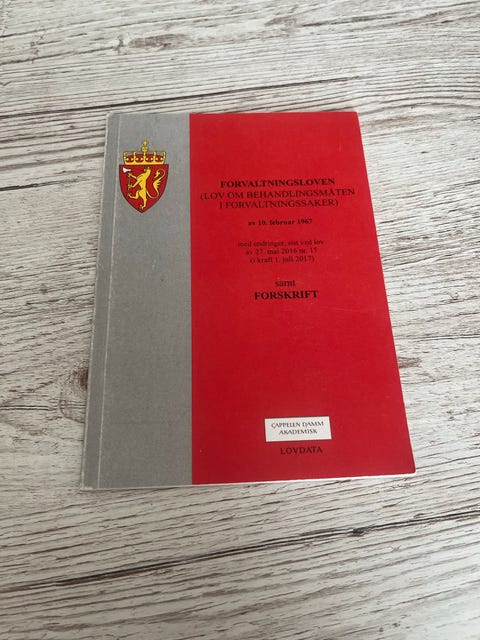 FORVALTNINGSLOVEN
(LOV OM BEHANDLINGSMÅTEN
I FORVALTNINGSSAKER)
av 10. februar 1967
med endringer, sist ved lov
av 27. mai 2016 nr. 15
(i kraft 1. juli 2017)
samt
FORSKRIFT
CAPPELEN DAMM
AKADEMISK
LOVDATA